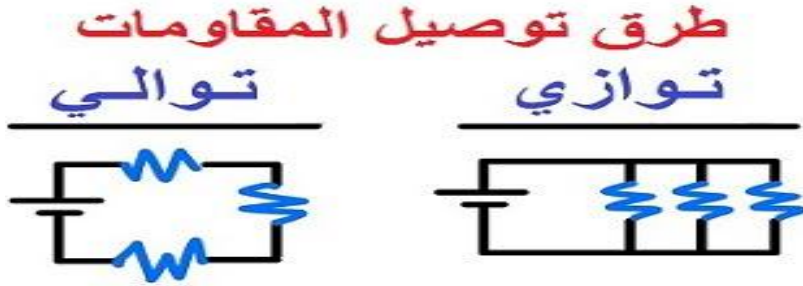 طرق توصيل المقاومات
توازي
توالي